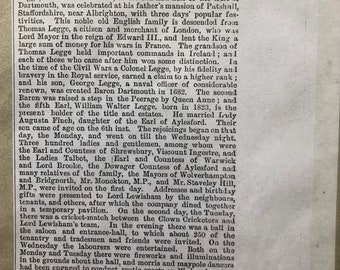 Dartmouth, was celebrated at his father's mansion of Patshull,
Staffordshire, near Albrighton, with three days' popular fes-
tivities. This noble old English family is descended from
Thomas Legge, a citizen and merchant of London, who was
Lord Mayor in the reign of Edward III., and lent the King a
large sum of money for his wars in France. The grandson of
Thomas Legge held important commands in Ireland; and
each of those who came after him won some distinction. In
the time of the Civil Wars a Colonel Legge, by his fidelity and
bravery in the Royal service, earned a claim to a higher rank;
and his son, George Legge, a naval officer of considerable
renown, was created Baron Dartmouth in 1682. The second
Baron was raised a step in the Peerage by Queen Anne; and
the fifth Earl, William Walter Legge, born in 1823, is the
present holder of the title and estates. He married Lady
Augusta Finch, daughter of the Earl of Aylesford. Their
son came of age on the 6th inst. The rejoicings began on that
day, the Monday, and went on till the Wednesday night.
Three hundred ladies and gentlemen, among whom were
the Earl and Countess of Shrewsbury, Viscount Ingestre, and
the Ladies Talbot, the Earl and Countess of Warwick
and Lord Brooke, the Dowager Countess of Aylesford, and
many relatives of the family, the Mayors of Wolverhampton
and Bridgnorth, Mr. Monckton, M.P., and Mr. Staveley Hill,
M.P., were invited on the first day. Addresses and birthday
gifts were presented to Lord Lewisham by the neighbours,
tenants, and others, after which the company dined together
in a temporary pavilion. On the second day, the Tuesday,
there was a cricket-match between the Clown Cricketers and
Lord Lewisham's team. In the evening there was a ball in
the saloon and entrance-hall, to which about 250 of the
tenantry and tradesmen and friends were invited. On the
Wednesday the labourers were entertained. Both on the
Monday and Tuesday there were fireworks and illuminations
in the grounds about the hall, and morris and maypole dancers
had been engaged to conduct rustic